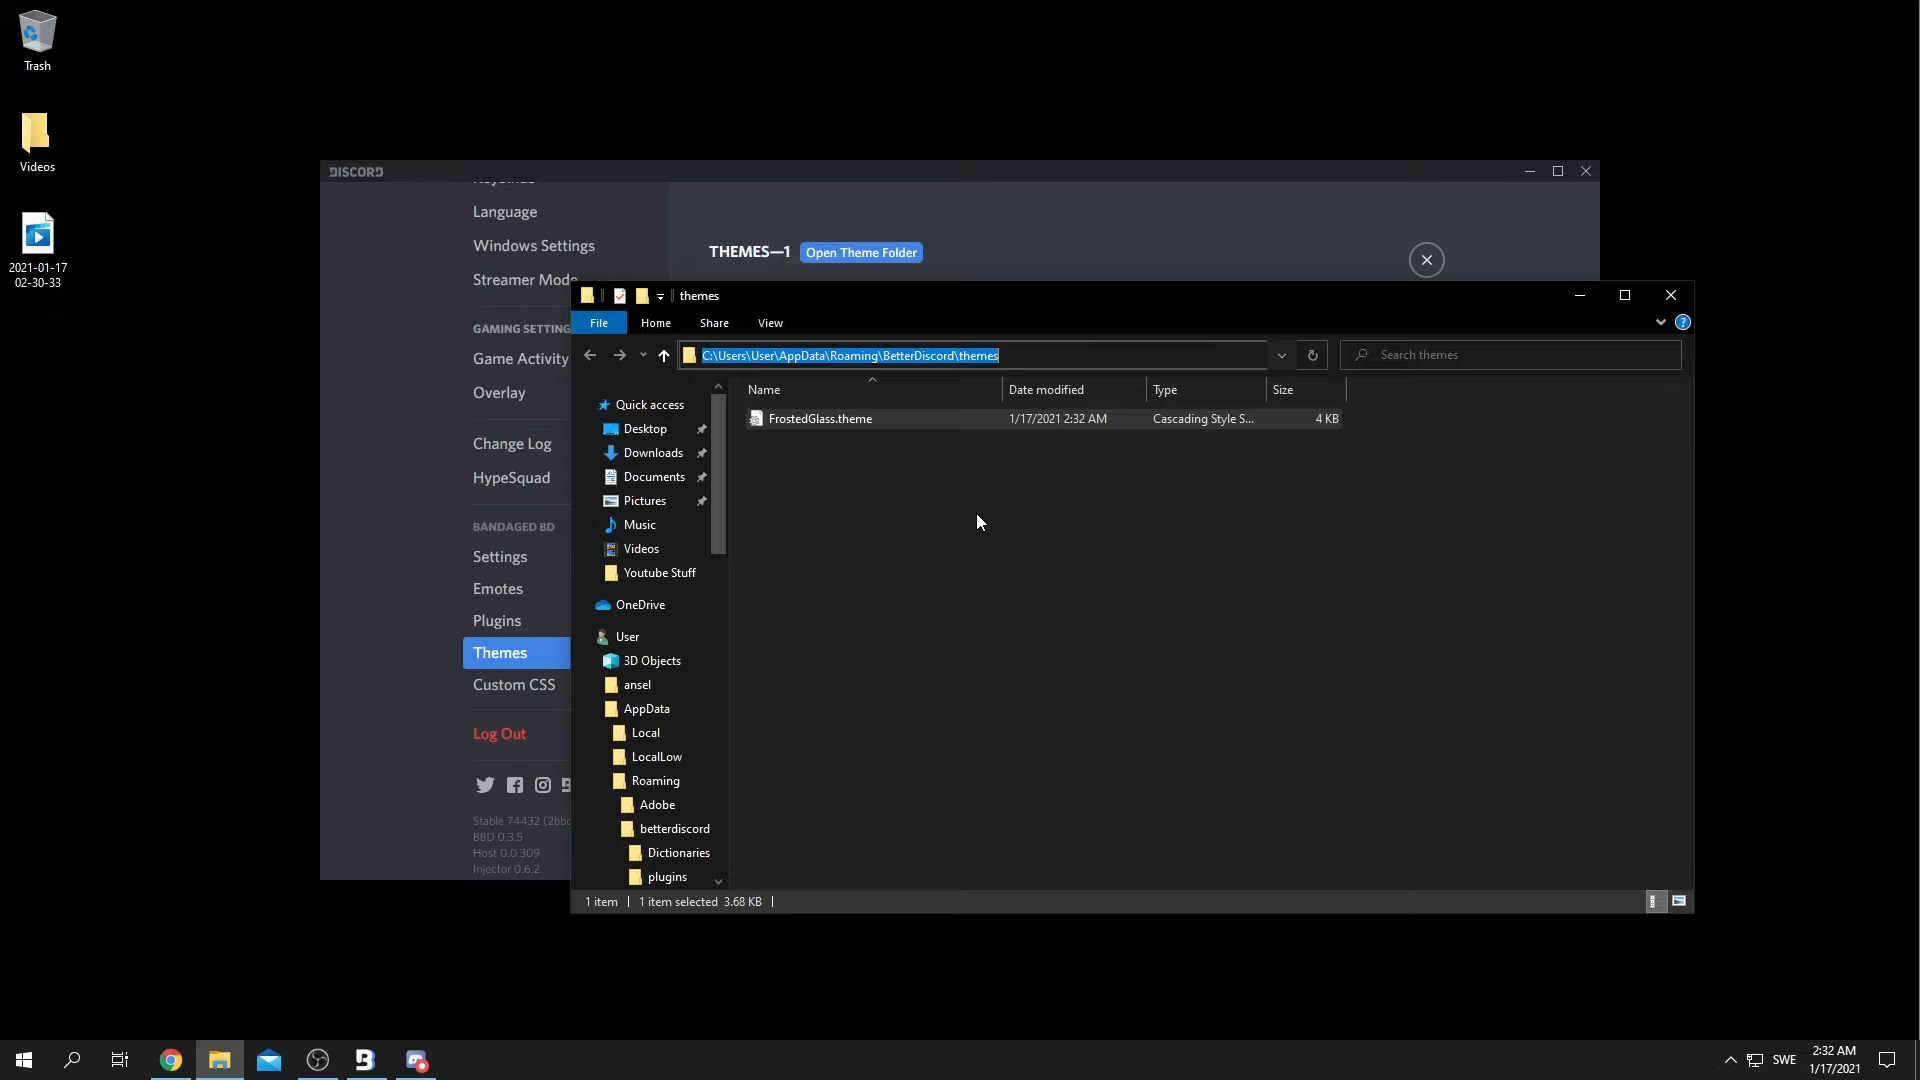 Trash
Videos
2021-01-17
02-30-33
DISCORD
Language
Windows Settings
Streamer Mode
GAMING SETTING
Game Activity
Overlay
Change Log
HypeSquad
BANDAGED BD
Settings
Emotes
Plugins
Themes
Custom CSS
Log Out
Stable 74432 (2bbd
BBD 0.3.5
Host 0.0.309
Injector 0.6.2
THEMES—1 Open Theme Folder
themes
File Home Share View
C:\Users\User\AppData\Roaming\BetterDiscord\themes
Search themes
Name Date modified Type Size
FrostedGlass.theme 1/17/2021 2:32 AM Cascading Style S... 4 KB
Quick access
Desktop
Downloads
Documents
Pictures
Music
Videos
Youtube Stuff
OneDrive
User
3D Objects
ansel
AppData
Local
LocalLow
Roaming
Adobe
betterdiscord
Dictionaries
plugins
1 item 1 item selected 3.68 KB
SWE
2:32 AM
1/17/2021